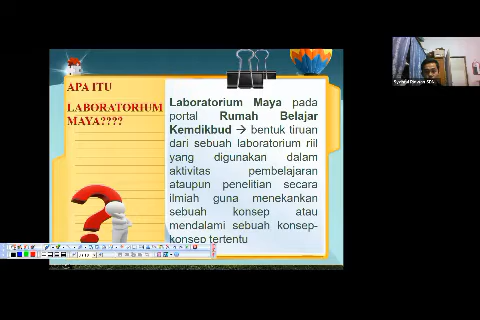 APA ITU
LABORATORIUM
MAYA????
Laboratorium Maya pada
portal Rumah Belajar
Kemdikbud → bentuk tiruan
dari sebuah laboratorium riil
yang digunakan dalam
aktivitas pembelajaran
ataupun penelitian secara
ilmiah guna menekankan
sebuah konsep atau
mendalami sebuah konsep-
konsep tertentu